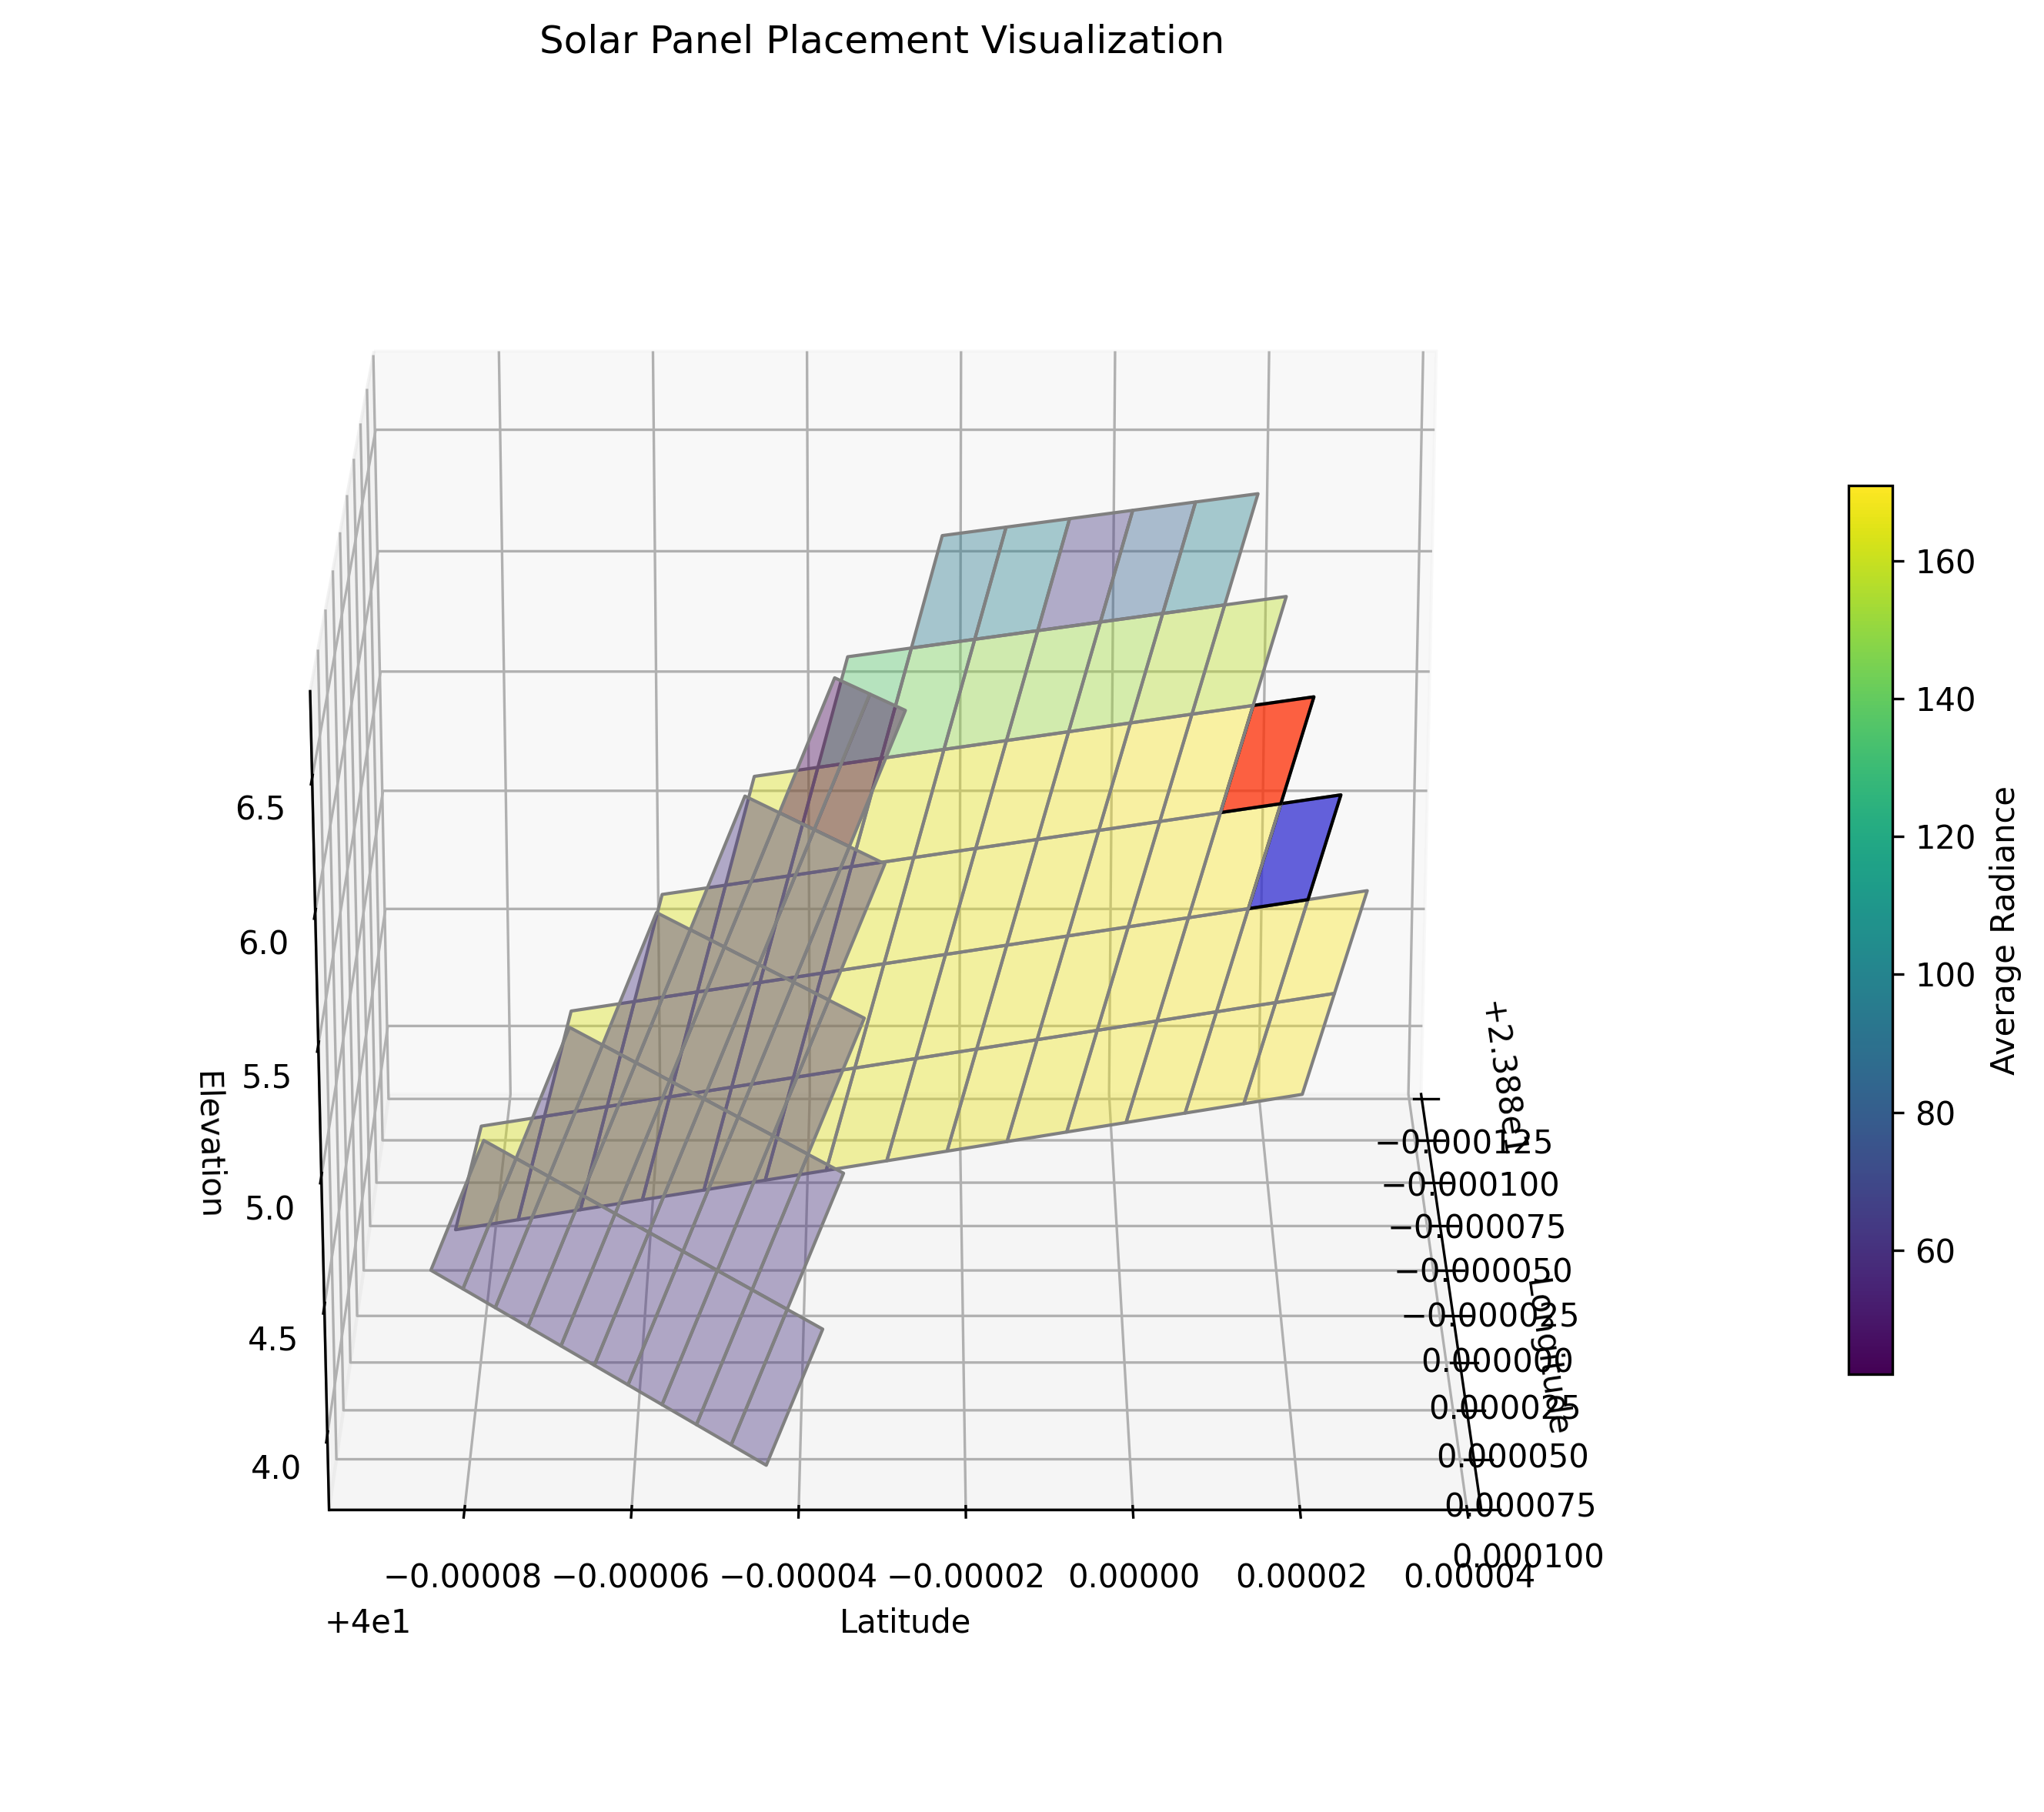 Solar Panel Placement Visualization
6.5
6.0
5.5
5.0
4.5
4.0
Elevation
+2.388e1
−0.000125
−0.000100
−0.000075
−0.000050
−0.000025
0.000000
0.000025
0.000050
0.000075
0.000100
Longitude
−0.00008 −0.00006 −0.00004 −0.00002 0.00000 0.00002 0.00004
+4e1
Latitude
160
140
120
100
80
60
Average Radiance